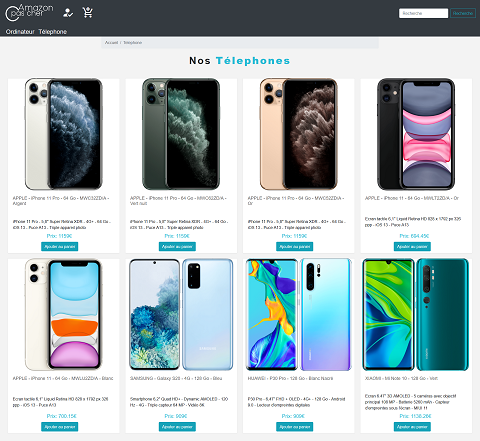 Amazon
pas cher
Recherche
Recherche
Ordinateur Télephone
Accueil / Telephone
Nos Télephones
APPLE - iPhone 11 Pro - 64 Go - MWC32ZD/A -
Argent
iPhone 11 Pro - 5,8" Super Retina XDR - 4G+ - 64 Go
- iOS 13 - Puce A13 - Triple appareil photo
Prix: 1159€
Ajouter au panier
APPLE - iPhone 11 Pro - 64 Go - MWC62ZD/A -
Vert nuit
iPhone 11 Pro - 5,8" Super Retina XDR - 4G+ - 64 Go
- iOS 13 - Puce A13 - Triple appareil photo
Prix: 1159€
Ajouter au panier
APPLE - iPhone 11 Pro - 64 Go - MWC52ZD/A -
Or
iPhone 11 Pro - 5,8" Super Retina XDR - 4G+ - 64 Go
- iOS 13 - Puce A13 - Triple appareil photo
Prix: 1159€
Ajouter au panier
APPLE - iPhone 11 - 64 Go - MWLT2ZD/A -
Ecran tactile 6,1" Liquid Retina HD 828 x 1792 px 326
ppp - iOS 13 - Puce A13
Prix: 694.45€
Ajouter au panier
APPLE - iPhone 11 - 64 Go - MWLU2ZD/A - Blanc
Ecran tactile 6,1" Liquid Retina HD 828 x 1792 px 326
ppp - iOS 13 - Puce A13
Prix: 700.15€
Ajouter au panier
SAMSUNG - Galaxy S20 - 4G - 128 Go - Bleu
Smartphone 6,2" Quad HD+ - Dynamic AMOLED - 120
Hz - 4G - Triple capteur 64 MP - Vidéo 8K
Prix: 909€
Ajouter au panier
HUAWEI - P30 Pro - 128 Go - Blanc Nacré
P30 Pro - 6,47" FHD+ OLED - 4G+ - 128 Go - Android
9.0 - Lecteur d'empreintes digitales
Prix: 909€
Ajouter au panier
XIAOMI - Mi Note 10 - 128 Go - Vert
Ecran 6.47" 3D AMOLED - 5 caméras avec objectif
principal 108 MP - Batterie 5260 mAh - Capteur
d'empreintes sous l'écran - MIUI 11
Prix: 1138.28€
Ajouter au panier